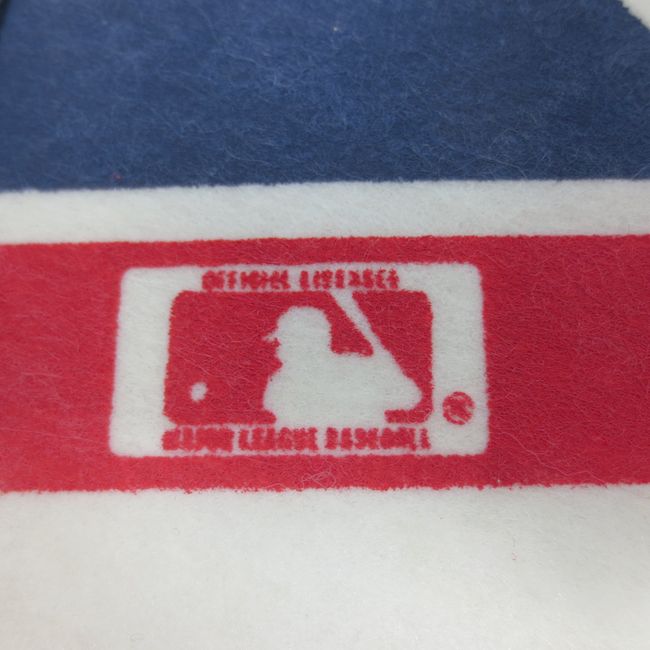 OFFICIAL LICENSEE
MAJOR LEAGUE BASEBALL
®